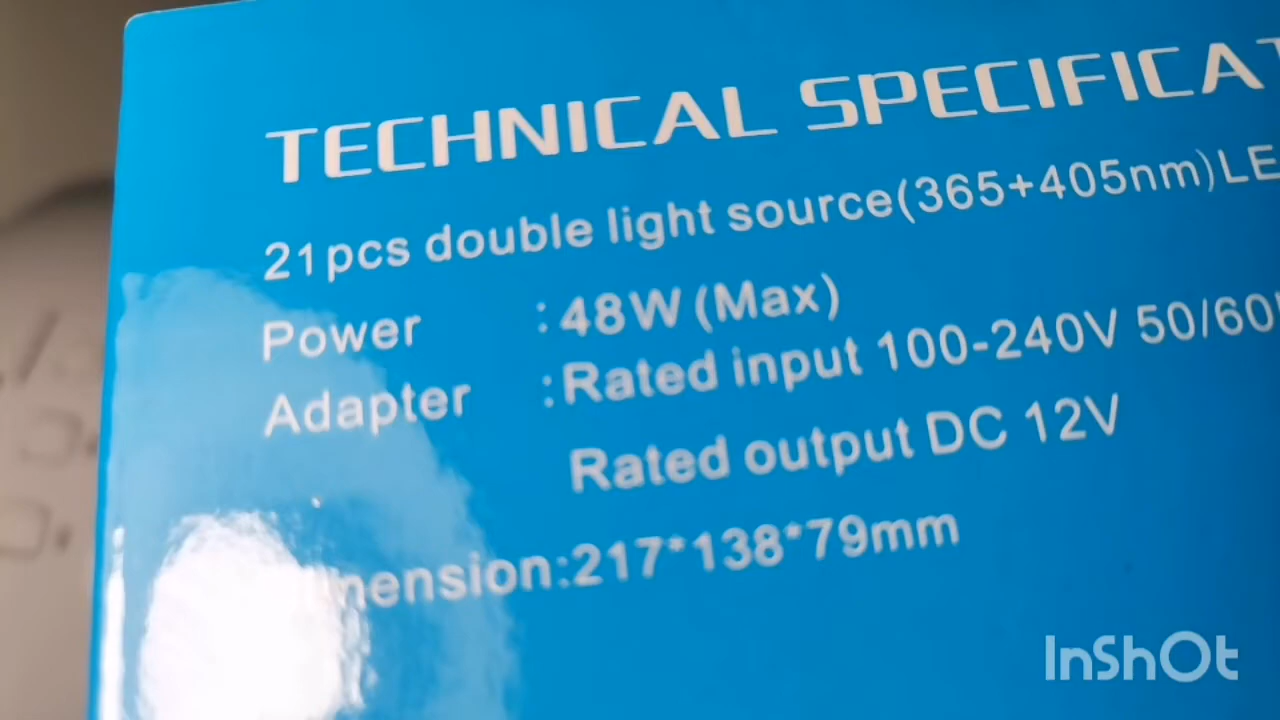 TECHNICAL SPECIFICAT
21pcs double light source(365+405nm)LE
Power :48W (Max)
Adapter :Rated input 100-240V 50/60
Rated output DC 12V
mension:217*138*79mm
InShOt